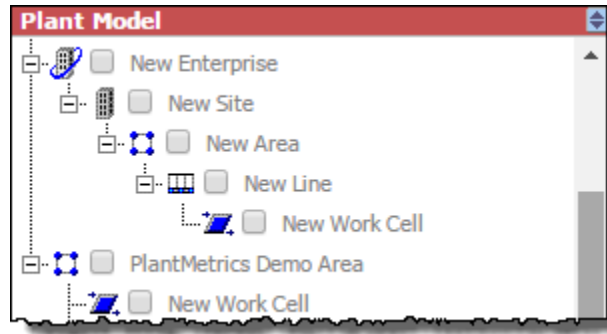 Plant Model
New Enterprise
New Site
New Area
New Line
New Work Cell
PlantMetrics Demo Area
New Work Cell